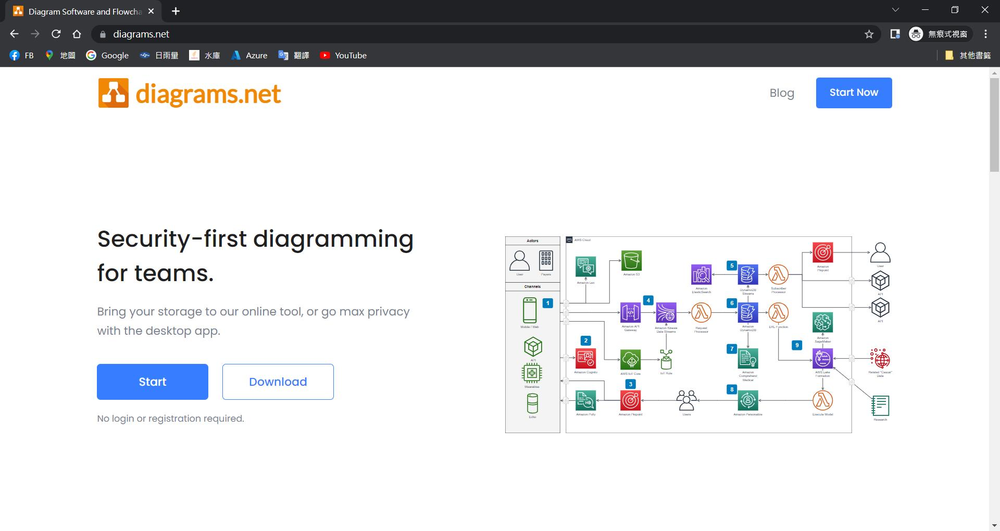 Diagram Software and Flowcha
diagrams.net
無痕式視窗
FB
地圖
Google
日雨量
水庫
Azure
翻譯
YouTube
其他書籤
diagrams.net
Blog
Start Now
Security-first diagramming
for teams.
Bring your storage to our online tool, or go max privacy
with the desktop app.
Start
Download
No login or registration required.
Actors
User
Payers
Channels
Mobile / Web
API
Wearables
Echo
1
AWS Cloud
Amazon Lex
Amazon S3
4
Amazon API
Gateway
Amazon Kinesis
Data Streams
Request
Processor
Amazon
ElasticSearch
5
DynamoDB
Streams
Subscriber
Processor
Amazon
Pinpoint
User
API
API
6
Amazon
DynamoDB
ERL Function
Amazon
SageMaker
2
Amazon Cognito
AWS IoT Core
IoT Rule
7
Amazon
Comprehend
Medical
9
AWS Lake
Formation
Related "Casual"
Data
3
Amazon Polly
Amazon Pinpoint
Users
8
Amazon Personalize
Execute Model
Research